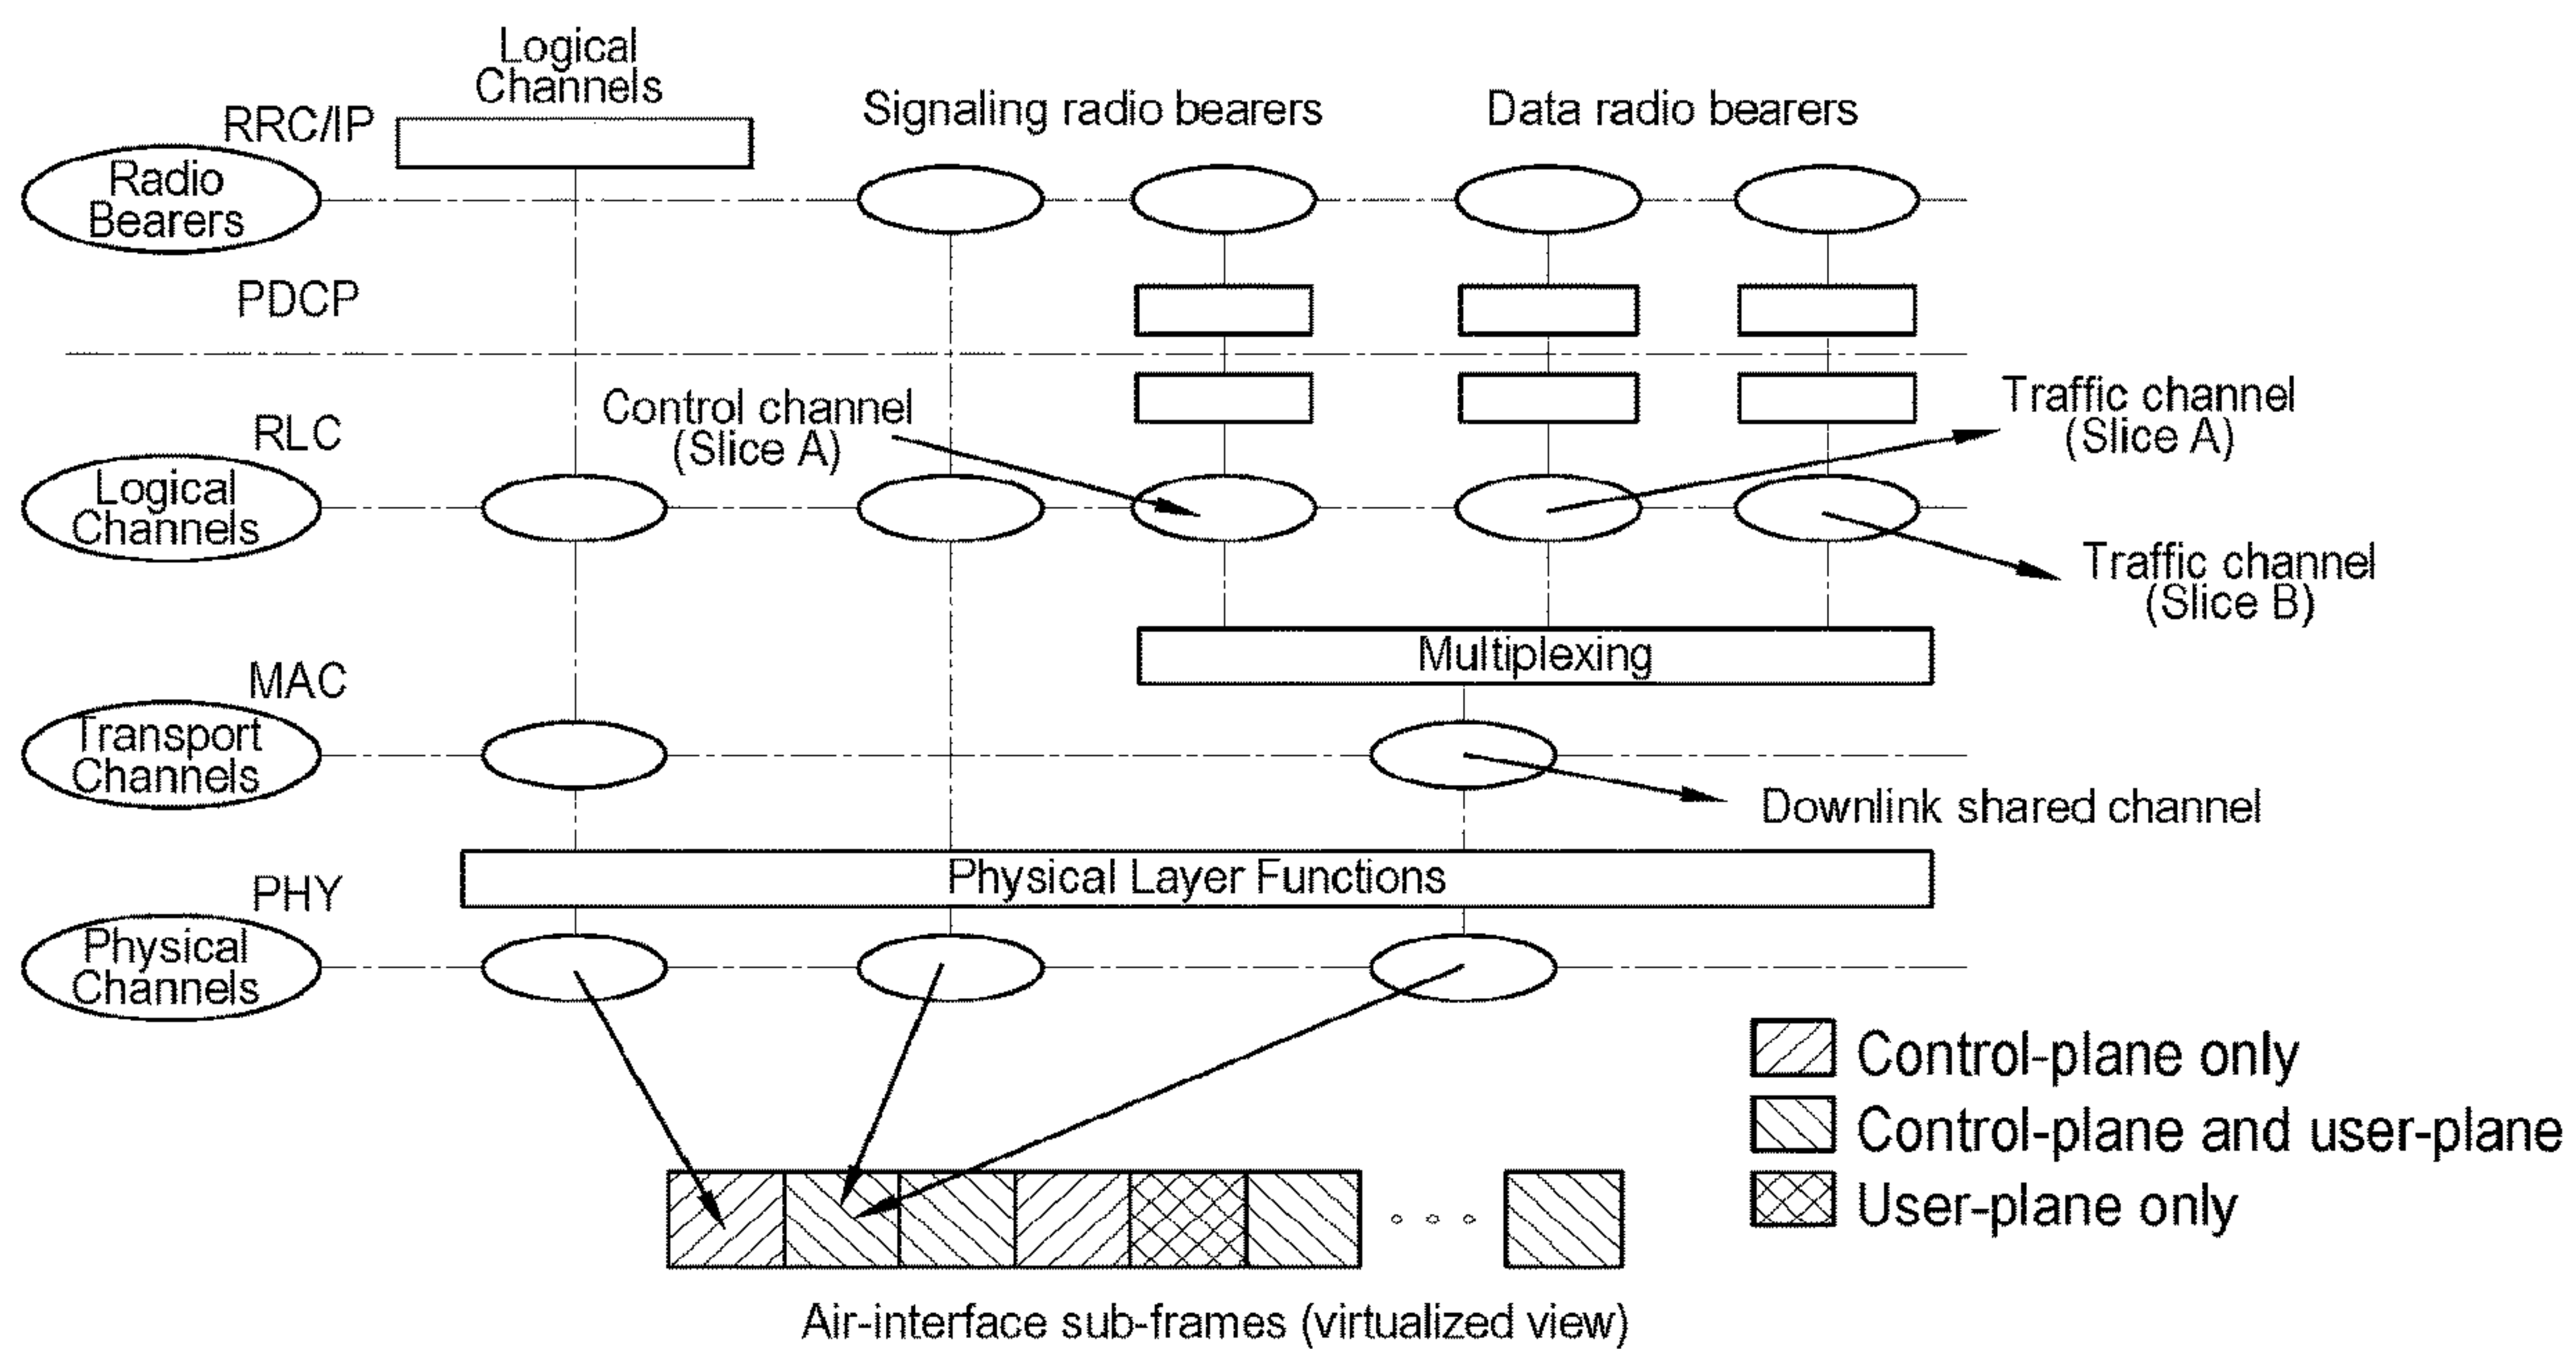 Logical
Channels
RRC/IP
Signaling radio bearers
Data radio bearers
Radio
Bearers
PDCP
Control channel
(Slice A)
Traffic channel
(Slice A)
RLC
Logical
Channels
Traffic channel
(Slice B)
Multiplexing
MAC
Transport
Channels
Downlink shared channel
Physical Layer Functions
PHY
Physical
Channels
Control-plane only
Control-plane and user-plane
User-plane only
Air-interface sub-frames (virtualized view)